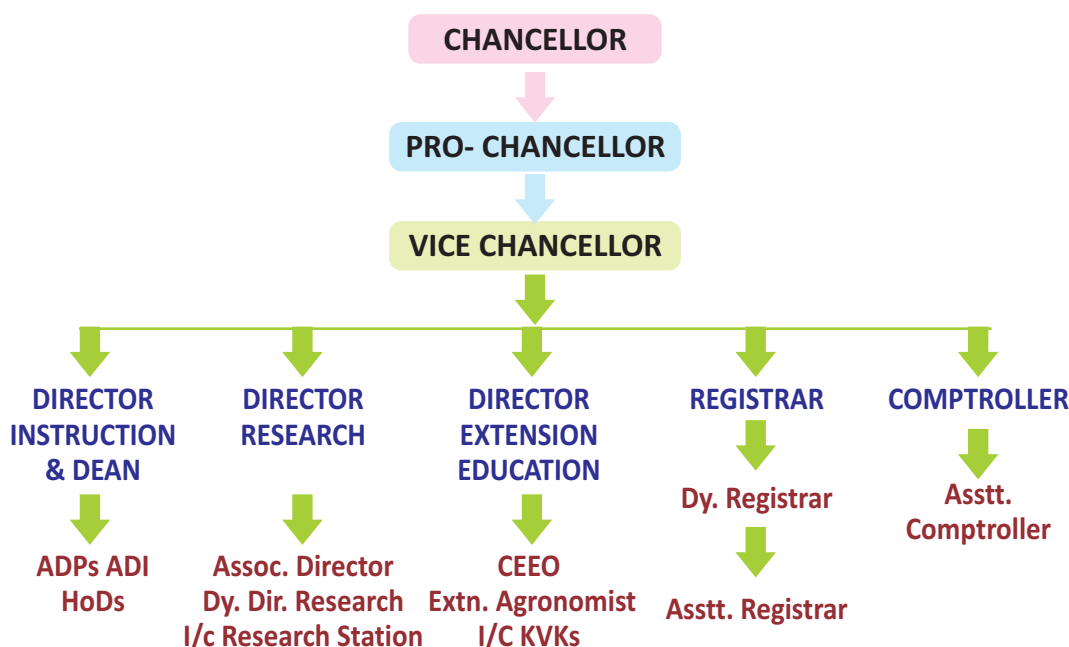 CHANCELLOR
PRO- CHANCELLOR
VICE CHANCELLOR
DIRECTOR
INSTRUCTION
& DEAN
DIRECTOR
RESEARCH
DIRECTOR
EXTENSION
EDUCATION
REGISTRAR
COMPTROLLER
ADPs ADI
HoDs
Assoc. Director
Dy. Dir. Research
I/c Research Station
CEEO
Extn. Agronomist
I/C KVKs
Dy. Registrar
Asstt. Registrar
Asstt.
Comptroller